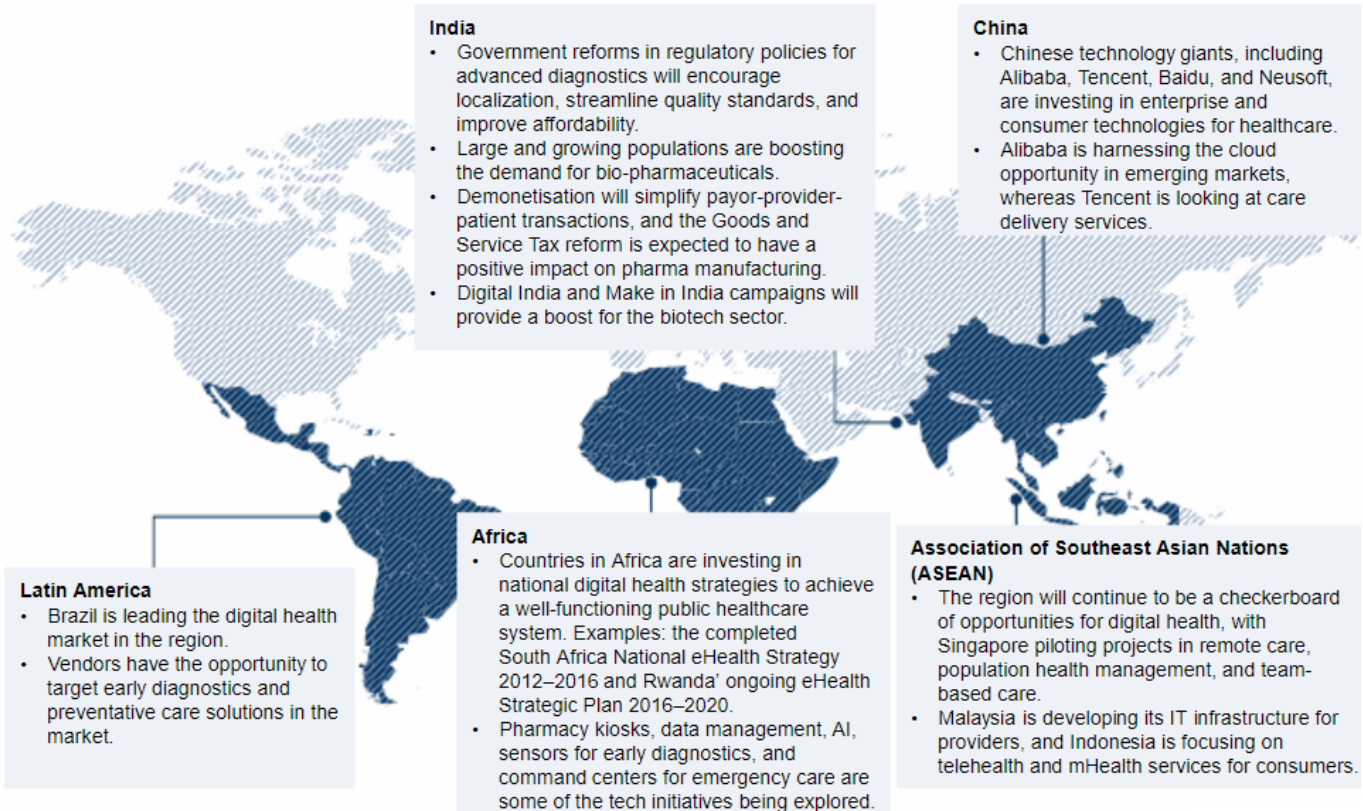 India
• Government reforms in regulatory policies for
advanced diagnostics will encourage
localization, streamline quality standards, and
improve affordability.
• Large and growing populations are boosting
the demand for bio-pharmaceuticals.
• Demonetisation will simplify payor-provider-
patient transactions, and the Goods and
Service Tax reform is expected to have a
positive impact on pharma manufacturing.
• Digital India and Make in India campaigns will
provide a boost for the biotech sector.
China
• Chinese technology giants, including
Alibaba, Tencent, Baidu, and Neusoft,
are investing in enterprise and
consumer technologies for healthcare.
• Alibaba is harnessing the cloud
opportunity in emerging markets,
whereas Tencent is looking at care
delivery services.
Latin America
• Brazil is leading the digital health
market in the region.
• Vendors have the opportunity to
target early diagnostics and
preventative care solutions in the
market.
Africa
• Countries in Africa are investing in
national digital health strategies to achieve
a well-functioning public healthcare
system. Examples: the completed
South Africa National eHealth Strategy
2012–2016 and Rwanda' ongoing eHealth
Strategic Plan 2016–2020.
• Pharmacy kiosks, data management, AI,
sensors for early diagnostics, and
command centers for emergency care are
some of the tech initiatives being explored.
Association of Southeast Asian Nations
(ASEAN)
• The region will continue to be a checkerboard
of opportunities for digital health, with
Singapore piloting projects in remote care,
population health management, and team-
based care.
• Malaysia is developing its IT infrastructure for
providers, and Indonesia is focusing on
telehealth and mHealth services for consumers.